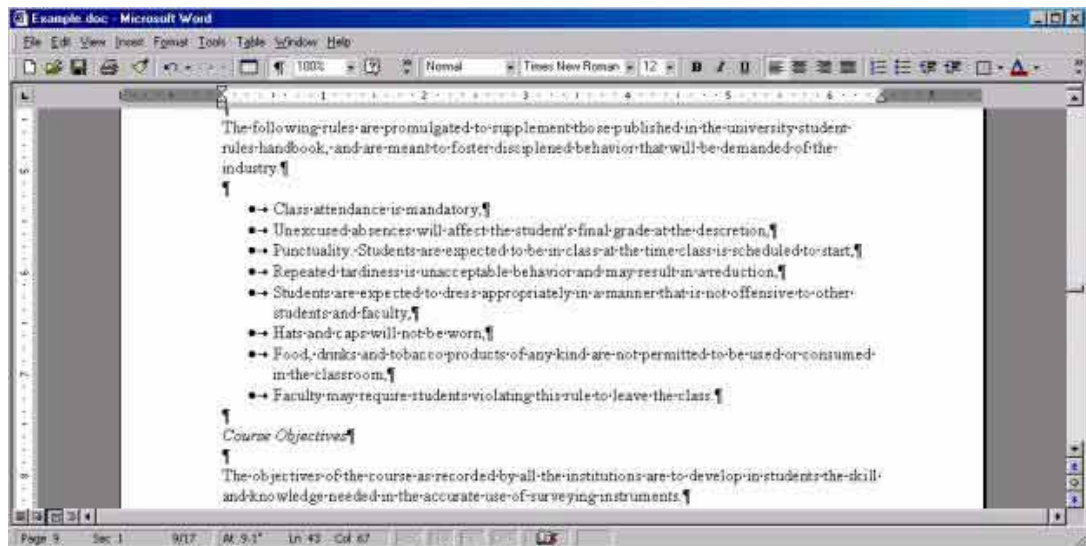 Example.doc - Microsoft Word
File Edit View Insert Format Tools Table Window Help
100% Normal Times New Roman 12 B I U A
1 2 3 4 5 6 7
The following rules are promulgated to supplement those published in the university student
rules handbook, and are meant to foster disciplened behavior that will be demanded of the
industry.¶
¶
•→ Class attendance is mandatory,¶
•→ Unexcused absences will affect the student's final grade at the descretion,¶
•→ Punctuality. Students are expected to be in class at the time class is scheduled to start,¶
•→ Repeated tardiness is unacceptable behavior and may result in a reduction,¶
•→ Students are expected to dress appropriately in a manner that is not offensive to other
students and faculty,¶
•→ Hats and caps will not be worn,¶
•→ Food, drinks and tobacco products of any kind are not permitted to be used or consumed
in the classroom,¶
•→ Faculty may require students violating this rule to leave the class.¶
¶
Course Objectives¶
¶
The objectives of the course as recorded by all the institutions are to develop in students the skill
and knowledge needed in the accurate use of surveying instruments.¶
Page 9 Sec 1 9/17 At 9.1" Ln 43 Col 67